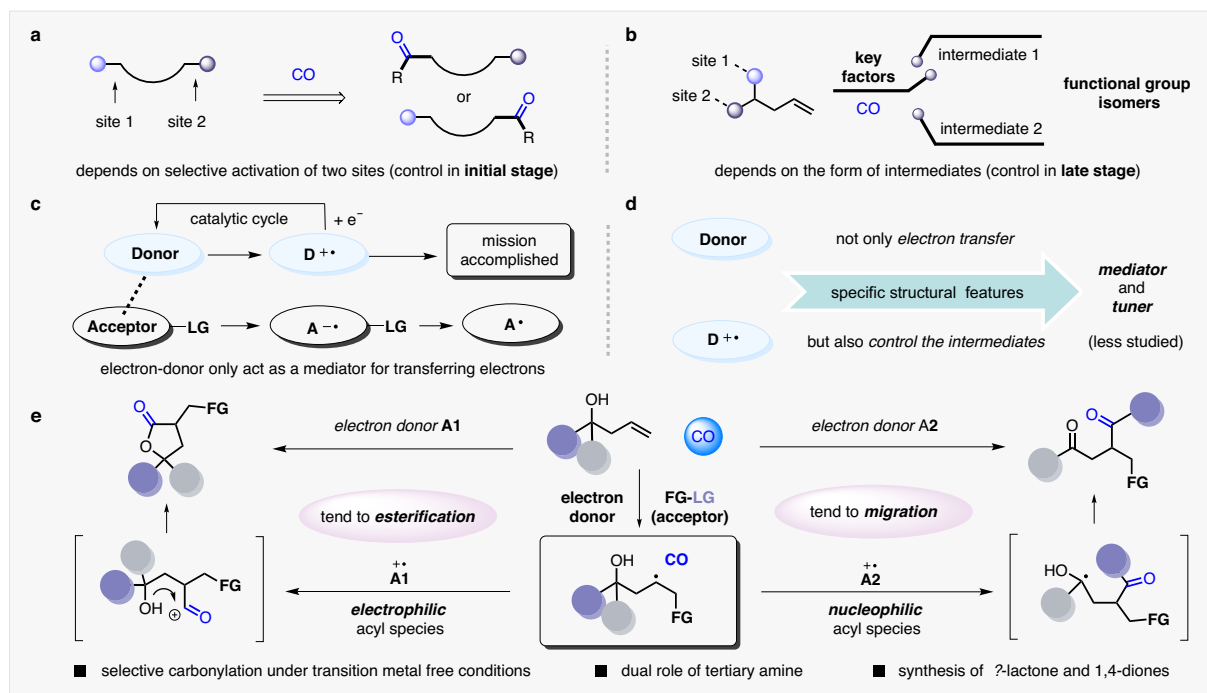 a
CO
site 1
site 2
O
R
or
O
R
depends on selective activation of two sites (control in initial stage)
b
site 1
site 2
key
factors
CO
intermediate 1
intermediate 2
functional group
isomers
depends on the form of intermediates (control in late stage)
c
catalytic cycle
+ e⁻
Donor
D +•
mission
accomplished
Acceptor
LG
A −•
LG
A •
electron-donor only act as a mediator for transferring electrons
d
Donor
not only electron transfer
specific structural features
mediator
and
tuner
D +•
but also control the intermediates
(less studied)
e
O
FG
O
electron donor A1
OH
CO
electron donor A2
O
O
FG
tend to esterification
electron
donor
FG-LG
(acceptor)
tend to migration
FG
OH
⊕
O
+•
A1
electrophilic
acyl species
OH
CO
•
FG
+•
A2
nucleophilic
acyl species
HO
•
O
FG
selective carbonylation under transition metal free conditions
dual role of tertiary amine
synthesis of ?-lactone and 1,4-diones